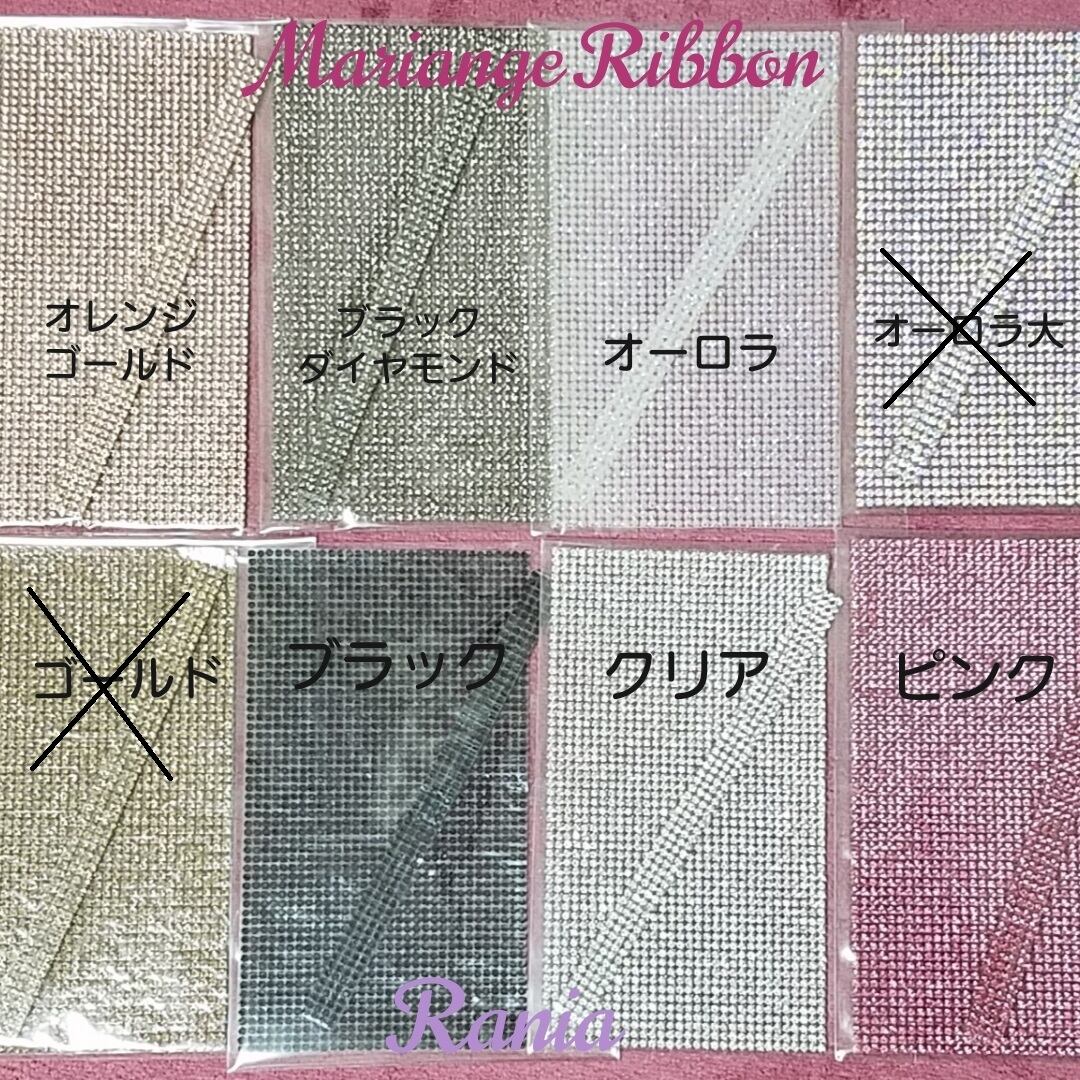 Mariange Ribbon
オレンジ
ゴールド
ブラック
ダイヤモンド
オーロラ
オーロラ大
ゴールド
ブラック
クリア
ピンク
Rania